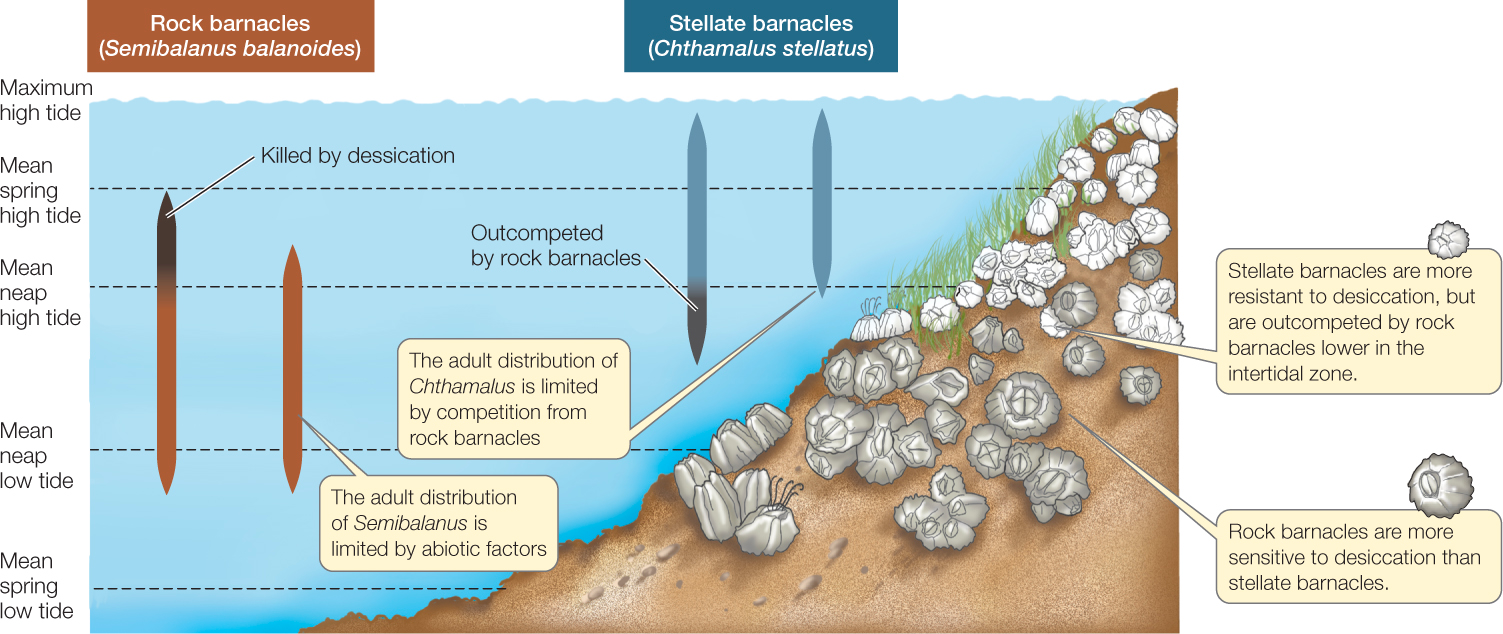 Rock barnacles
(Semibalanus balanoides)
Stellate barnacles
(Chthamalus stellatus)
Maximum
high tide
Mean
spring
high tide
Mean
neap
high tide
Mean
neap
low tide
Mean
spring
low tide
Killed by dessication
Outcompeted
by rock barnacles
The adult distribution of
Chthamalus is limited
by competition from
rock barnacles
The adult distribution
of Semibalanus is
limited by abiotic factors
Stellate barnacles are more
resistant to desiccation, but
are outcompeted by rock
barnacles lower in the
intertidal zone.
Rock barnacles are more
sensitive to desiccation than
stellate barnacles.